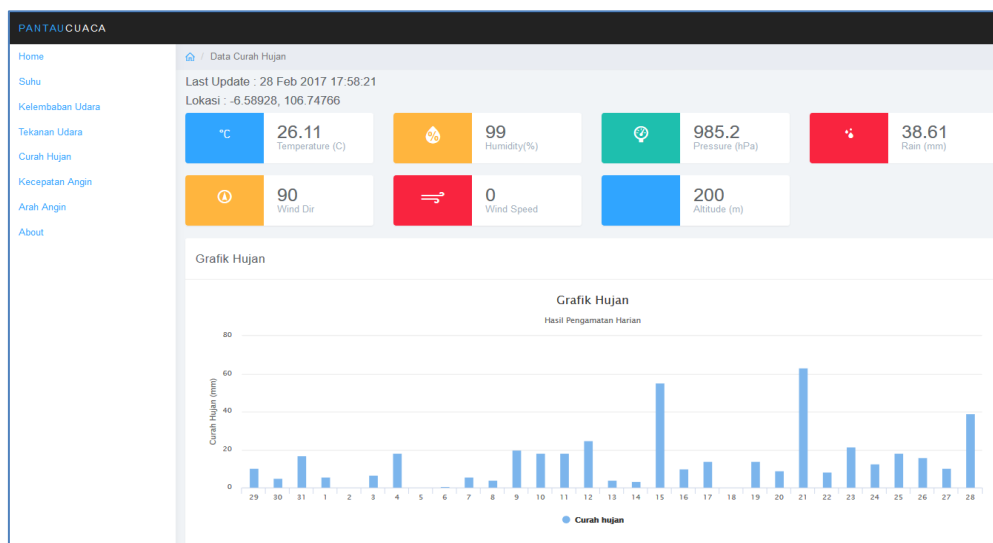 PANTAUCUACA
Home
Suhu
Kelembaban Udara
Tekanan Udara
Curah Hujan
Kecepatan Angin
Arah Angin
About
/ Data Curah Hujan
Last Update : 28 Feb 2017 17:58:21
Lokasi : -6.58928, 106.74766
°C
26.11
Temperature (C)
%
99
Humidity(%)
985.2
Pressure (hPa)
38.61
Rain (mm)
90
Wind Dir
0
Wind Speed
200
Altitude (m)
Grafik Hujan
Grafik Hujan
Hasil Pengamatan Harian
Curah Hujan (mm)
80
60
40
20
0
29 30 31 1 2 3 4 5 6 7 8 9 10 11 12 13 14 15 16 17 18 19 20 21 22 23 24 25 26 27 28
Curah hujan